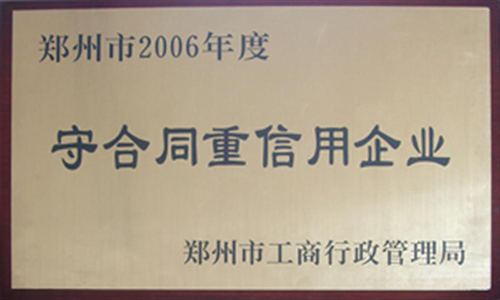 郑州市2006年度
守合同重信用企业
郑州市工商行政管理局